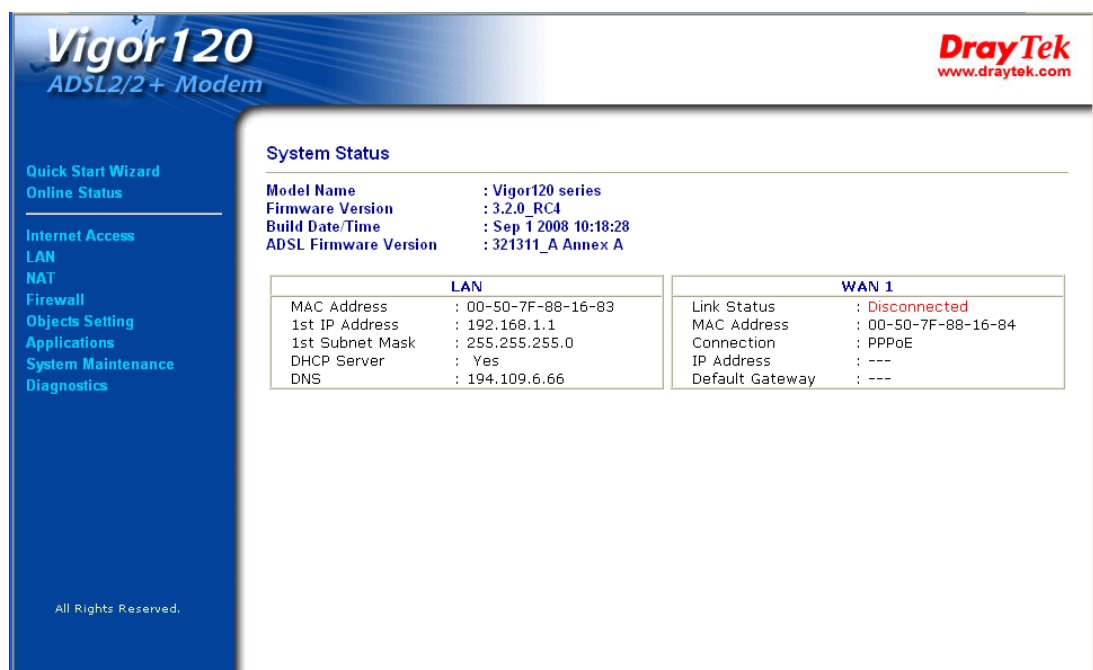 Vigor120
ADSL2/2+ Modem
DrayTek
www.draytek.com
Quick Start Wizard
Online Status
Internet Access
LAN
NAT
Firewall
Objects Setting
Applications
System Maintenance
Diagnostics
All Rights Reserved.
System Status
Model Name : Vigor120 series
Firmware Version : 3.2.0_RC4
Build Date/Time : Sep 1 2008 10:18:28
ADSL Firmware Version : 321311_A Annex A
LAN
MAC Address : 00-50-7F-88-16-83
1st IP Address : 192.168.1.1
1st Subnet Mask : 255.255.255.0
DHCP Server : Yes
DNS : 194.109.6.66
WAN 1
Link Status : Disconnected
MAC Address : 00-50-7F-88-16-84
Connection : PPPoE
IP Address : ---
Default Gateway : ---